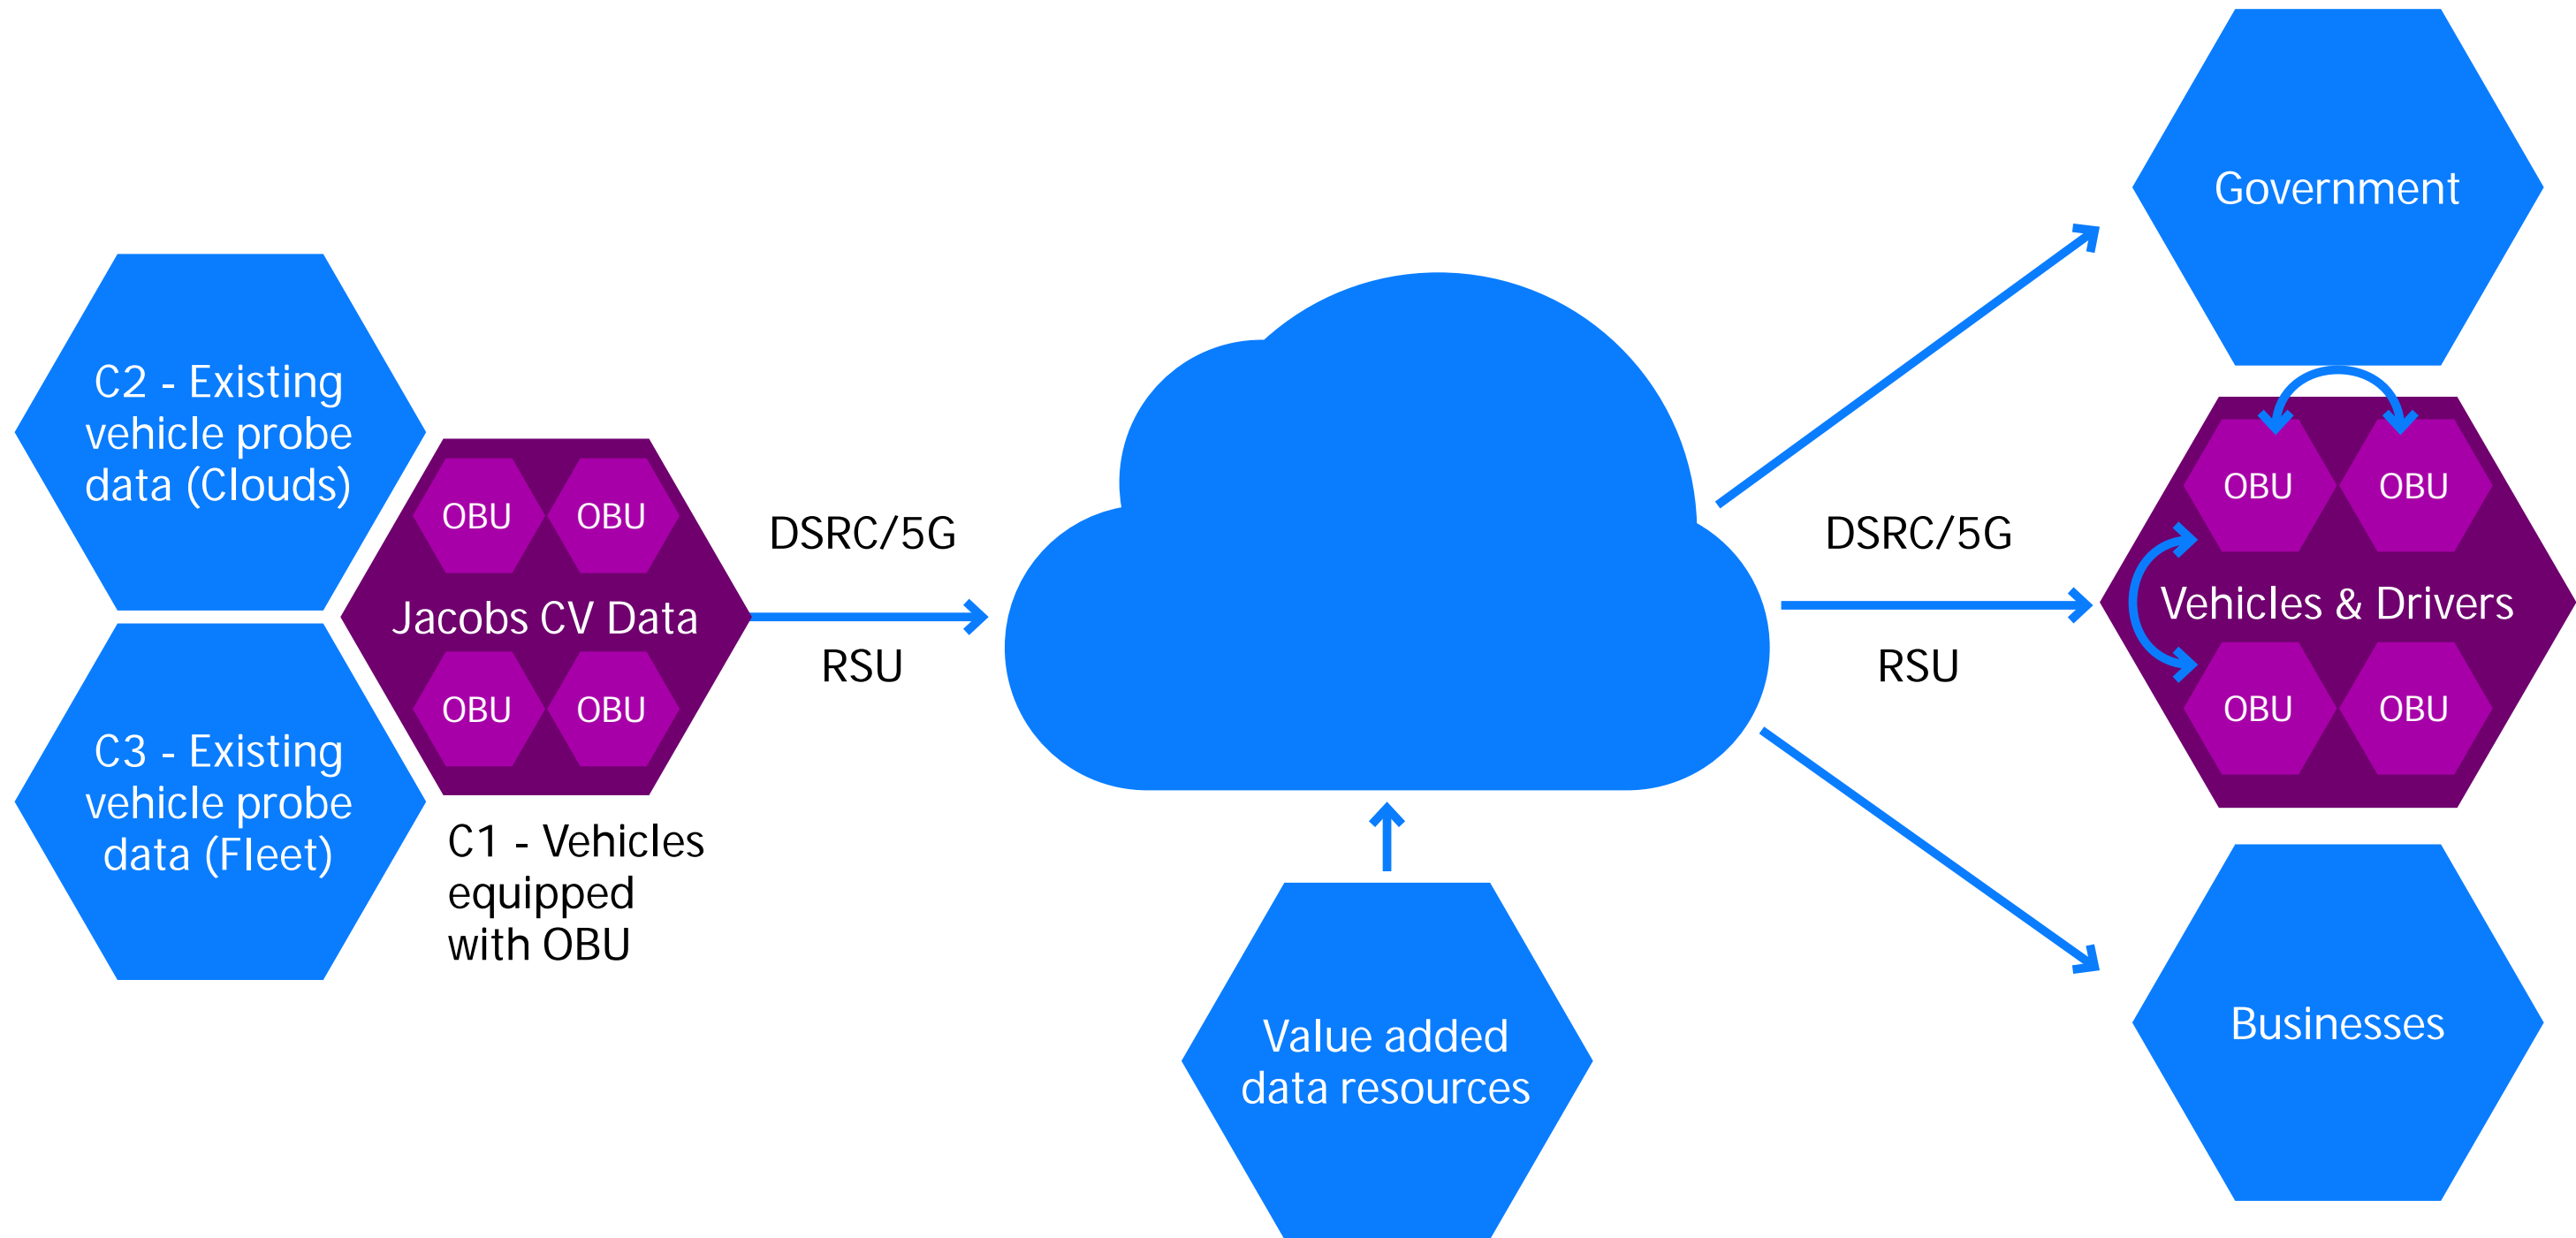 C2 - Existing
vehicle probe
data (Clouds)
C3 - Existing
vehicle probe
data (Fleet)
OBU
OBU
Jacobs CV Data
OBU
OBU
C1 - Vehicles
equipped
with OBU
DSRC/5G
RSU
Value added
data resources
DSRC/5G
RSU
Government
OBU
OBU
Vehicles & Drivers
OBU
OBU
Businesses